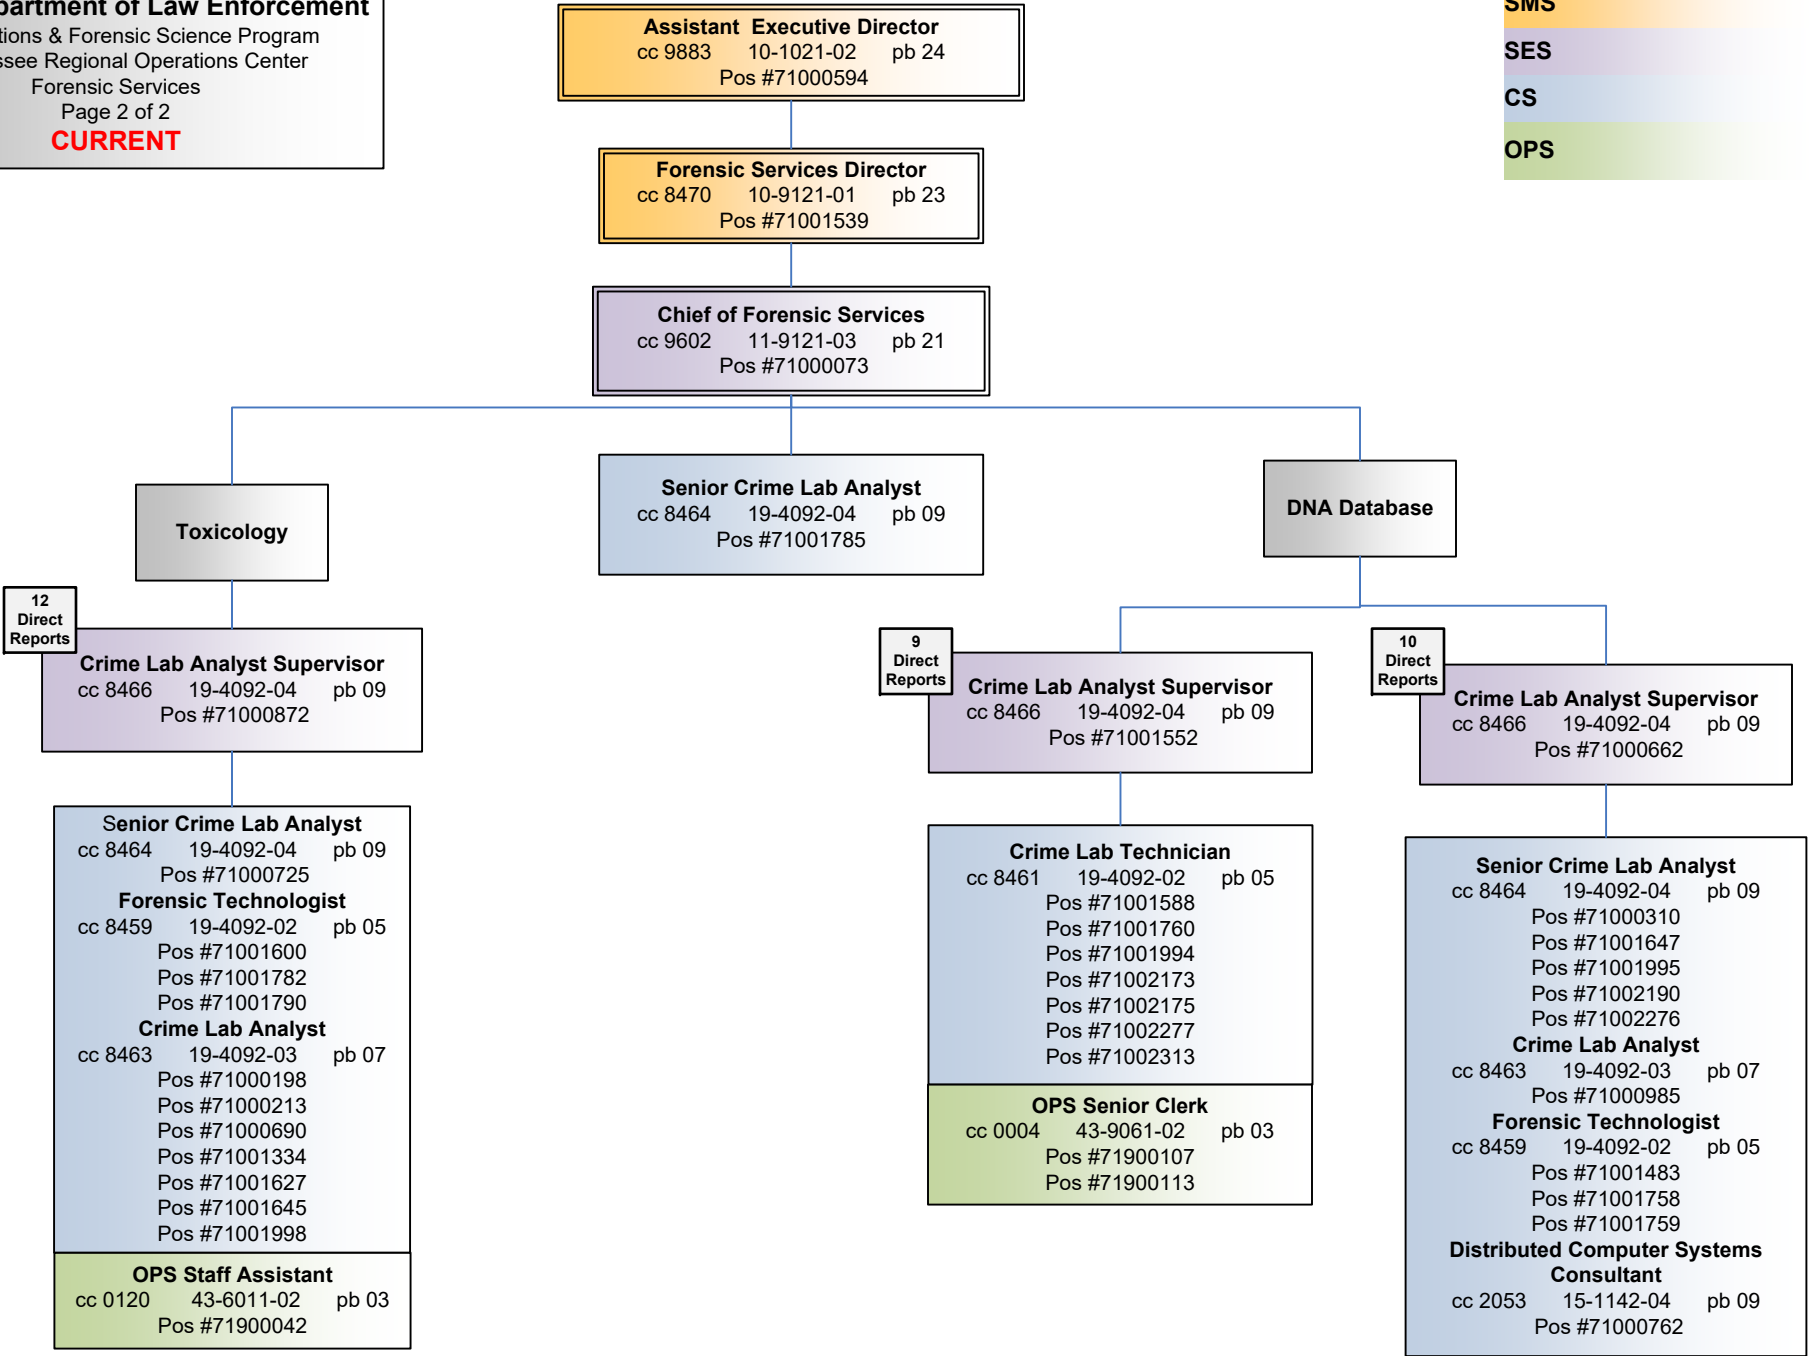 partment of Law Enforcement
tions & Forensic Science Program
ssee Regional Operations Center
Forensic Services
Page 2 of 2
CURRENT
SMS
SES
CS
OPS
Assistant Executive Director
cc 9883 10-1021-02 pb 24
Pos #71000594
Forensic Services Director
cc 8470 10-9121-01 pb 23
Pos #71001539
Chief of Forensic Services
cc 9602 11-9121-03 pb 21
Pos #71000073
Toxicology
Senior Crime Lab Analyst
cc 8464 19-4092-04 pb 09
Pos #71001785
DNA Database
12
Direct
Reports
Crime Lab Analyst Supervisor
cc 8466 19-4092-04 pb 09
Pos #71000872
Senior Crime Lab Analyst
cc 8464 19-4092-04 pb 09
Pos #71000725
Forensic Technologist
cc 8459 19-4092-02 pb 05
Pos #71001600
Pos #71001782
Pos #71001790
Crime Lab Analyst
cc 8463 19-4092-03 pb 07
Pos #71000198
Pos #71000213
Pos #71000690
Pos #71001334
Pos #71001627
Pos #71001645
Pos #71001998
OPS Staff Assistant
cc 0120 43-6011-02 pb 03
Pos #71900042
9
Direct
Reports
Crime Lab Analyst Supervisor
cc 8466 19-4092-04 pb 09
Pos #71001552
Crime Lab Technician
cc 8461 19-4092-02 pb 05
Pos #71001588
Pos #71001760
Pos #71001994
Pos #71002173
Pos #71002175
Pos #71002277
Pos #71002313
OPS Senior Clerk
cc 0004 43-9061-02 pb 03
Pos #71900107
Pos #71900113
10
Direct
Reports
Crime Lab Analyst Supervisor
cc 8466 19-4092-04 pb 09
Pos #71000662
Senior Crime Lab Analyst
cc 8464 19-4092-04 pb 09
Pos #71000310
Pos #71001647
Pos #71001995
Pos #71002190
Pos #71002276
Crime Lab Analyst
cc 8463 19-4092-03 pb 07
Pos #71000985
Forensic Technologist
cc 8459 19-4092-02 pb 05
Pos #71001483
Pos #71001758
Pos #71001759
Distributed Computer Systems
Consultant
cc 2053 15-1142-04 pb 09
Pos #71000762